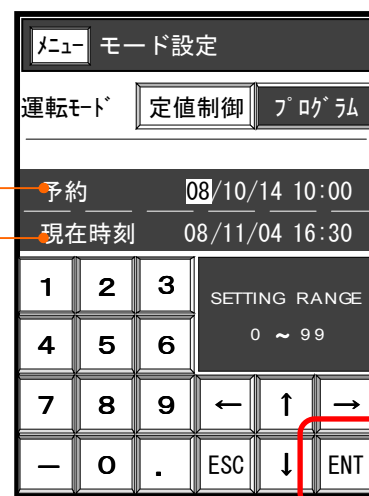 ﾒﾆｭｰ モード設定
運転ﾓｰﾄﾞ 定値制御 ﾌﾟﾛｸﾞﾗﾑ
予約 08/10/14 10:00
現在時刻 08/11/04 16:30
1 2 3 SETTING RANGE
4 5 6 0 ～ 99
7 8 9 ← ↑ →
－ 0 . ESC ↓ ENT